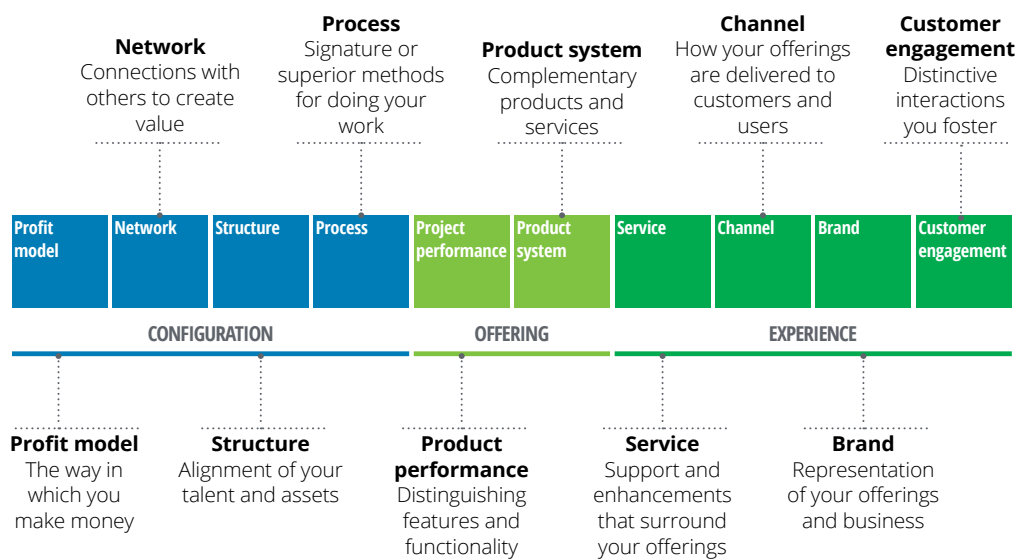 Network
Connections with
others to create
value
Process
Signature or
superior methods
for doing your
work
Product system
Complementary
products and
services
Channel
How your offerings
are delivered to
customers and
users
Customer
engagement
Distinctive
interactions
you foster
Profit
model
Network
Structure
Process
Project
performance
Product
system
Service
Channel
Brand
Customer
engagement
CONFIGURATION
OFFERING
EXPERIENCE
Profit model
The way in
which you
make money
Structure
Alignment of your
talent and assets
Product
performance
Distinguishing
features and
functionality
Service
Support and
enhancements
that surround
your offerings
Brand
Representation
of your offerings
and business